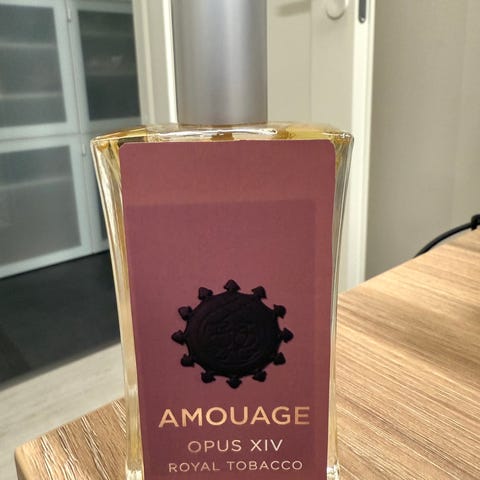 AMOUAGE
OPUS XIV
ROYAL TOBACCO